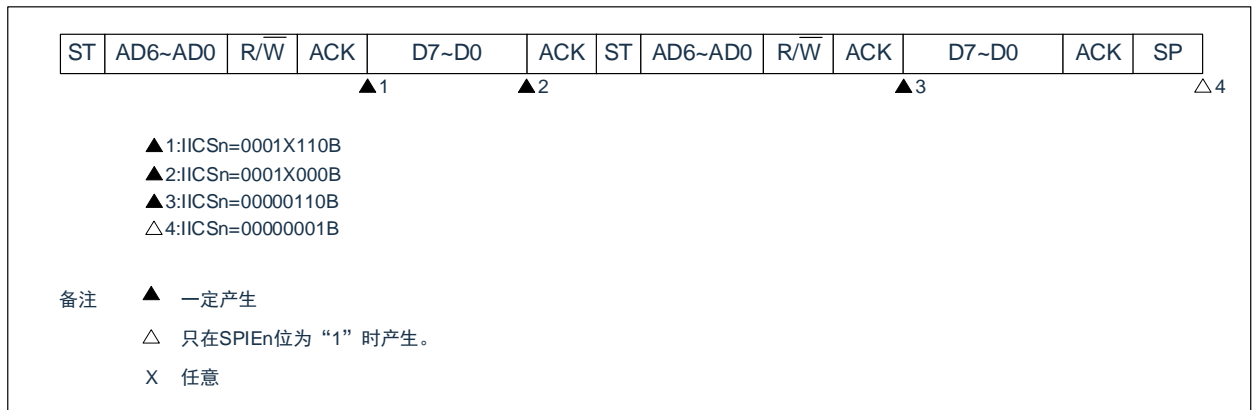 ST AD6~AD0 R/W̅ ACK D7~D0 ACK ST AD6~AD0 R/W̅ ACK D7~D0 ACK SP
▲1 ▲2 ▲3 △4
▲1:IICSn=0001X110B
▲2:IICSn=0001X000B
▲3:IICSn=00000110B
△4:IICSn=00000001B
备注 ▲ 一定产生
△ 只在SPIEn位为“1”时产生。
X 任意